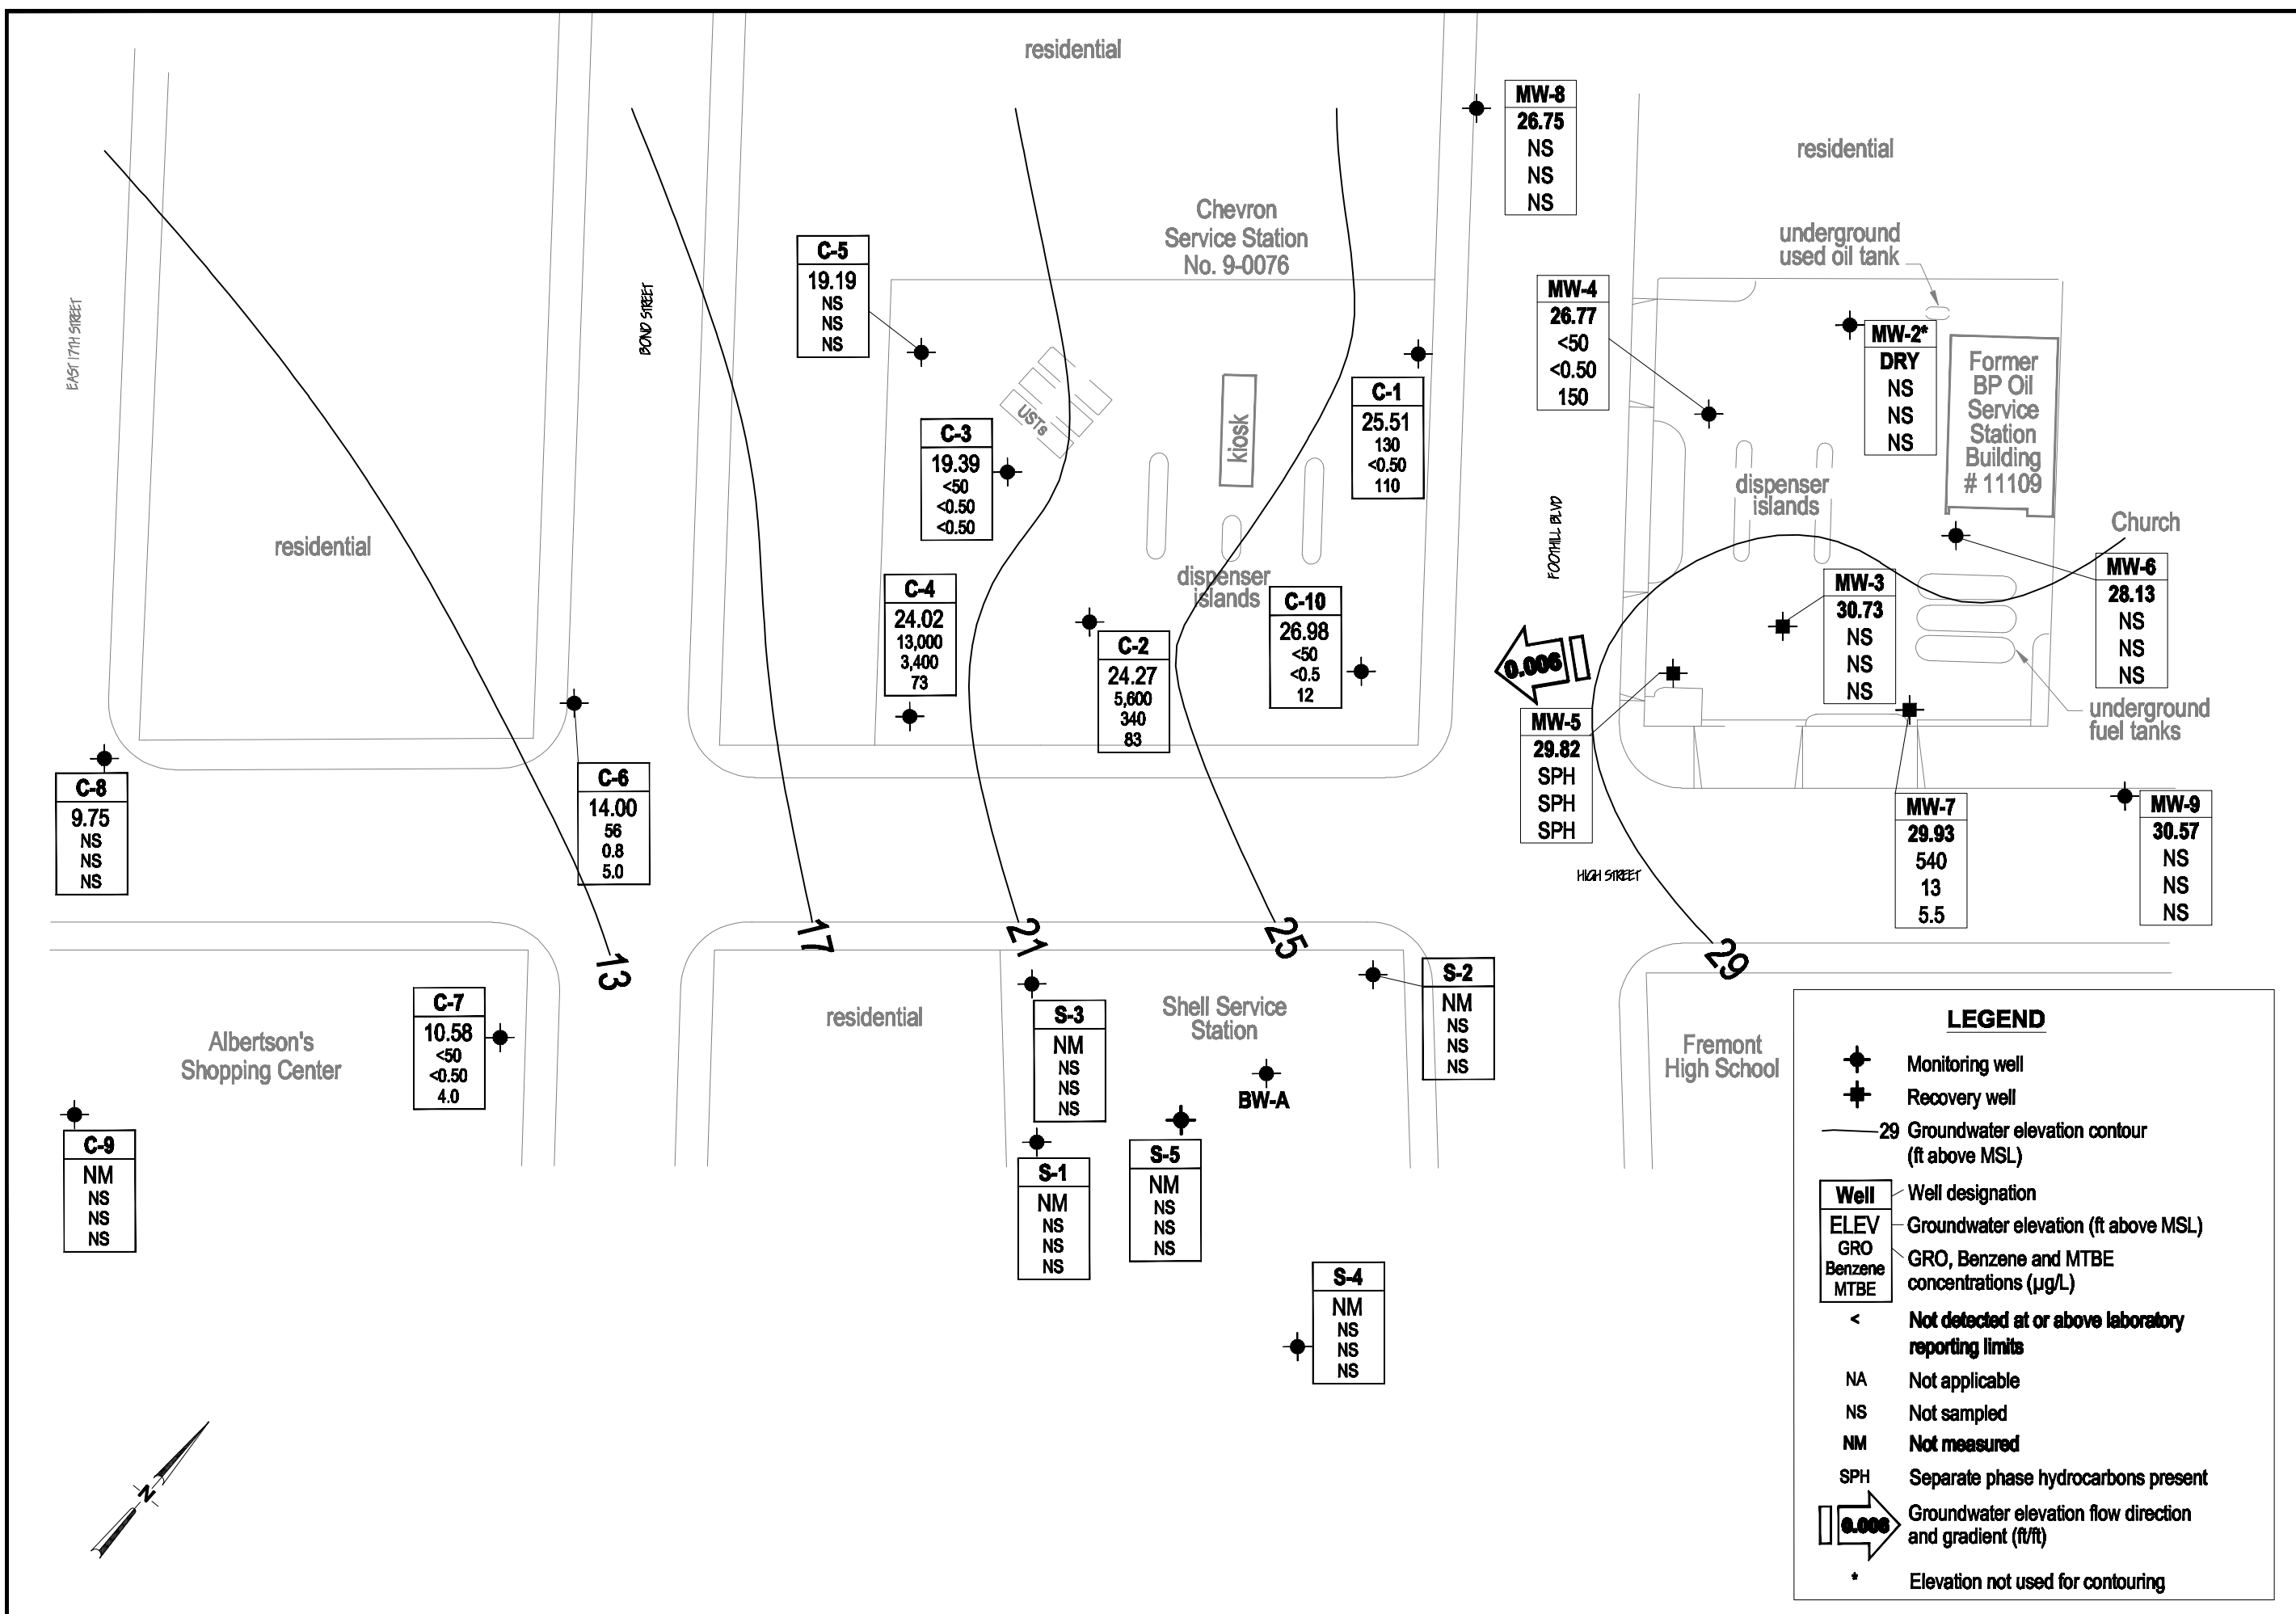 residential
MW-8
26.75
NS
NS
NS
residential
Chevron
Service Station
No. 9-0076
underground
used oil tank
C-5
19.19
NS
NS
NS
EAST 17TH STREET
BOND STREET
MW-4
26.77
<50
<0.50
150
MW-2*
DRY
NS
NS
NS
Former
BP Oil
Service
Station
Building
# 11109
USTs
kiosk
C-1
25.51
130
<0.50
110
C-3
19.39
<50
<0.50
<0.50
dispenser
islands
FOOTHILL BLVD
Church
residential
MW-6
28.13
NS
NS
NS
MW-3
30.73
NS
NS
NS
dispenser
islands
C-4
24.02
13,000
3,400
73
C-10
26.98
<50
<0.5
12
C-2
24.27
5,600
340
83
0.006
underground
fuel tanks
MW-5
29.82
SPH
SPH
SPH
C-8
9.75
NS
NS
NS
C-6
14.00
56
0.8
5.0
MW-7
29.93
540
13
5.5
MW-9
30.57
NS
NS
NS
HIGH STREET
13
17
21
25
29
C-7
10.58
<50
<0.50
4.0
Albertson's
Shopping Center
residential
S-3
NM
NS
NS
NS
Shell Service
Station
S-2
NM
NS
NS
NS
BW-A
Fremont
High School
C-9
NM
NS
NS
NS
S-1
NM
NS
NS
NS
S-5
NM
NS
NS
NS
S-4
NM
NS
NS
NS
N
LEGEND
Monitoring well
Recovery well
29 Groundwater elevation contour
(ft above MSL)
Well Well designation
ELEV Groundwater elevation (ft above MSL)
GRO
Benzene
MTBE
GRO, Benzene and MTBE
concentrations (µg/L)
< Not detected at or above laboratory
reporting limits
NA Not applicable
NS Not sampled
NM Not measured
SPH Separate phase hydrocarbons present
0.006 Groundwater elevation flow direction
and gradient (ft/ft)
* Elevation not used for contouring